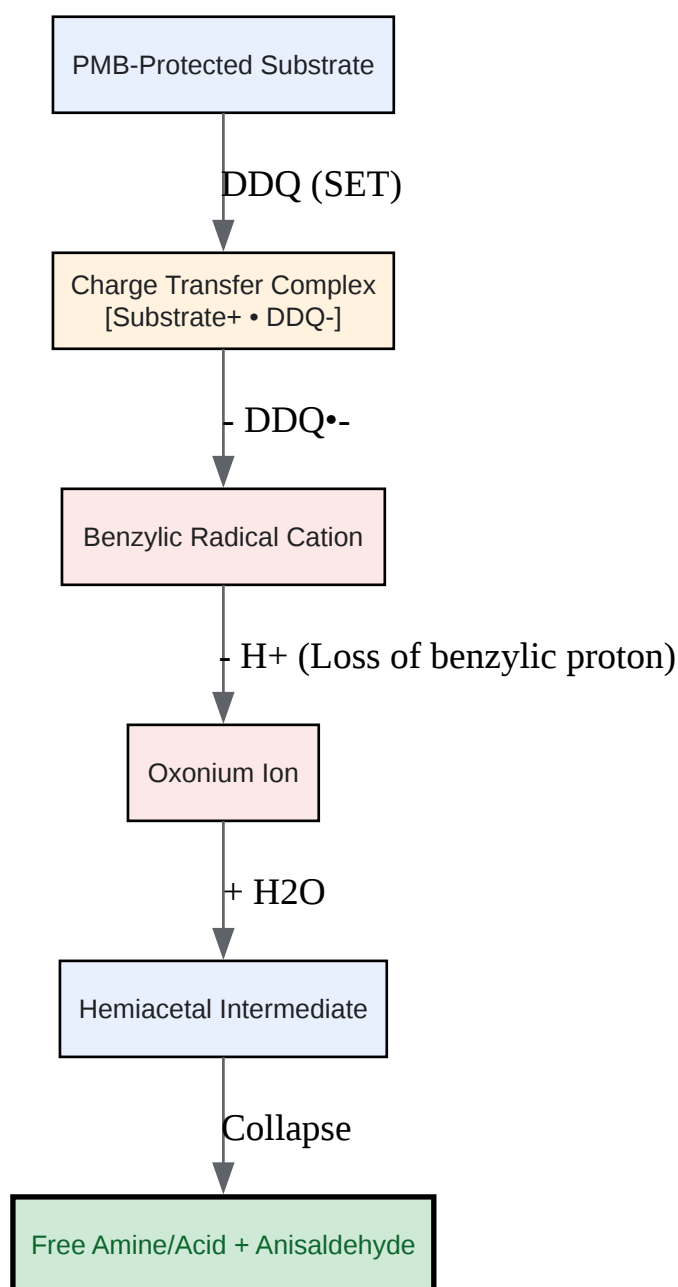 PMB-Protected Substrate
DDQ (SET)
Charge Transfer Complex
[Substrate+ • DDQ-]
- DDQ•-
Benzylic Radical Cation
- H+ (Loss of benzylic proton)
Oxonium Ion
+ H2O
Hemiacetal Intermediate
Collapse
Free Amine/Acid + Anisaldehyde